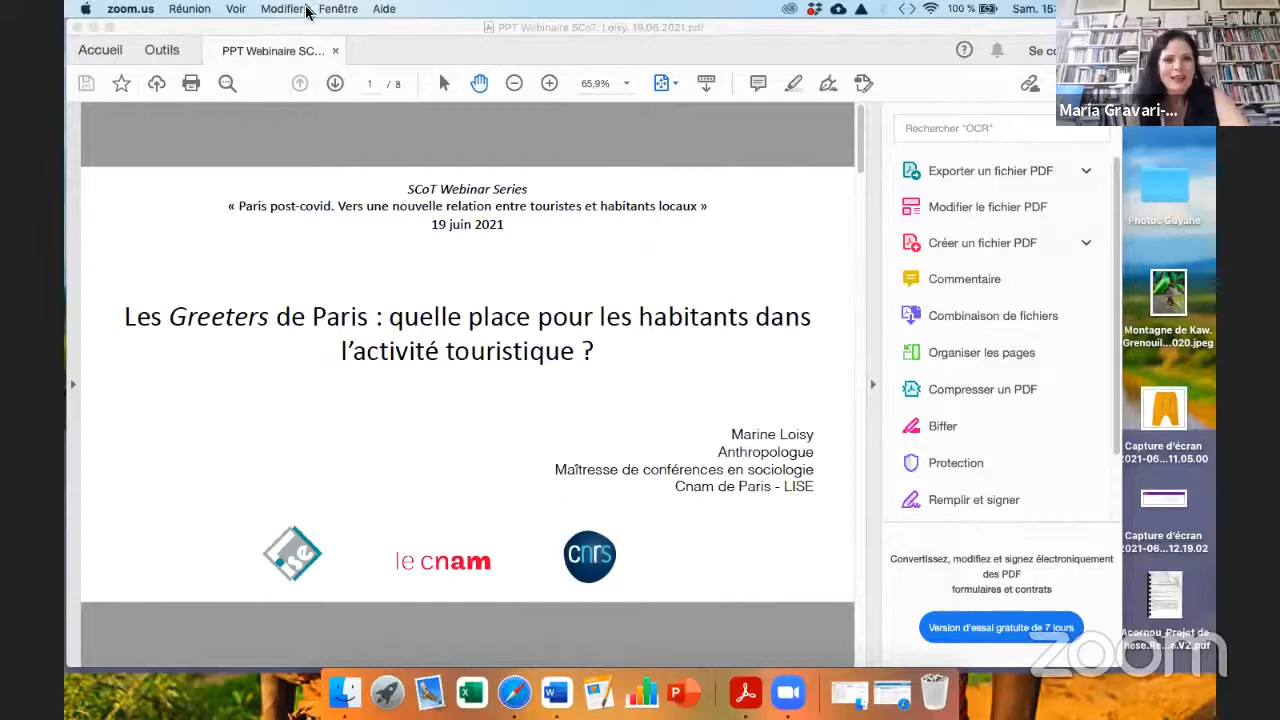 zoom.us Réunion Voir Modifier Fenêtre Aide
100 % Sam. 15:
PPT Webinaire SCoT. Loisy. 19.06.2021.pdf
Accueil Outils PPT Webinaire SC... × Se co
1 / 8 65,9%
Maria Gravari-...
Rechercher "OCR"
SCoT Webinar Series
« Paris post-covid. Vers une nouvelle relation entre touristes et habitants locaux »
19 juin 2021
Les Greeters de Paris : quelle place pour les habitants dans
l’activité touristique ?
Marine Loisy
Anthropologue
Maîtresse de conférences en sociologie
Cnam de Paris - LISE
lise
le cnam
cnrs
Exporter un fichier PDF
Modifier le fichier PDF
Créer un fichier PDF
Commentaire
Combinaison de fichiers
Organiser les pages
Compresser un PDF
Biffer
Protection
Remplir et signer
Convertissez, modifiez et signez électroniquement
des PDF
formulaires et contrats
Version d'essai gratuite de 7 jours
Photos Guyane
Montagne de Kaw.
Grenouil...020.jpeg
Capture d’écran
2021-06...11.05.00
Capture d’écran
2021-06...12.19.02
Acornou_Projet de
zoom